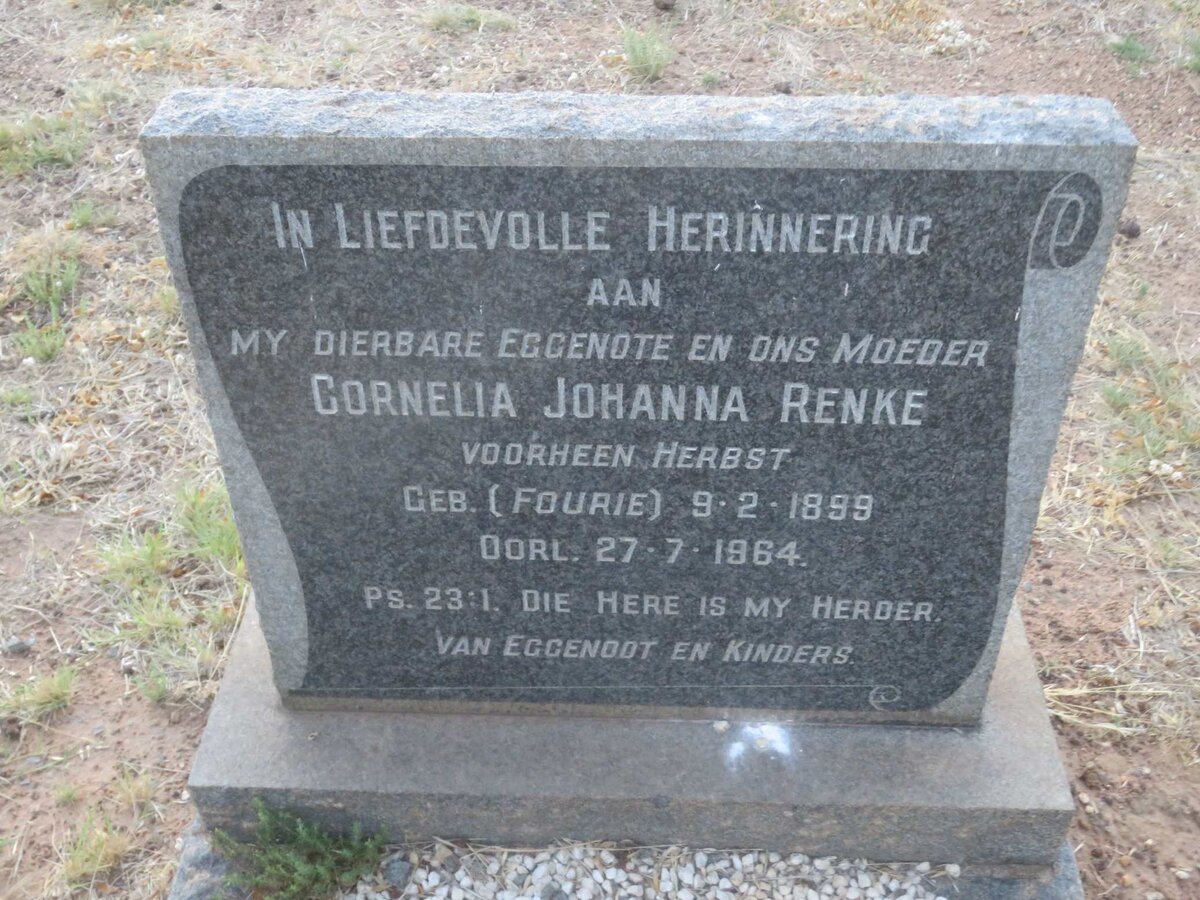 IN LIEFDEVOLLE HERINNERING
AAN
MY DIERBARE EGGENOTE EN ONS MOEDER
CORNELIA JOHANNA RENKE
VOORHEEN HERBST
GEB. (FOURIE) 9·2·1899
OORL. 27·7·1964.
PS. 23:1. DIE HERE IS MY HERDER.
VAN EGGENOOT EN KINDERS.